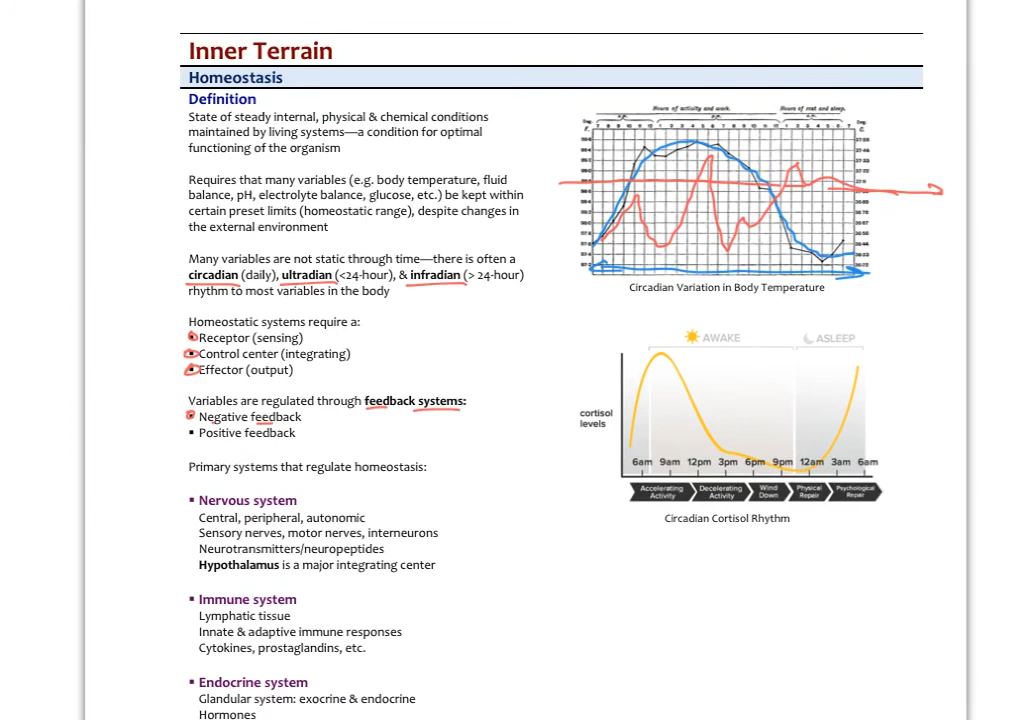 Inner Terrain
Homeostasis
Definition
State of steady internal, physical & chemical conditions
maintained by living systems—a condition for optimal
functioning of the organism
Requires that many variables (e.g. body temperature, fluid
balance, pH, electrolyte balance, glucose, etc.) be kept within
certain preset limits (homeostatic range), despite changes in
the external environment
Many variables are not static through time—there is often a
circadian (daily), ultradian (<24-hour), & infradian (> 24-hour)
rhythm to most variables in the body
Homeostatic systems require a:
▪ Receptor (sensing)
▪ Control center (integrating)
▪ Effector (output)
Variables are regulated through feedback systems:
▪ Negative feedback
▪ Positive feedback
Primary systems that regulate homeostasis:
▪ Nervous system
Central, peripheral, autonomic
Sensory nerves, motor nerves, interneurons
Neurotransmitters/neuropeptides
Hypothalamus is a major integrating center
▪ Immune system
Lymphatic tissue
Innate & adaptive immune responses
Cytokines, prostaglandins, etc.
▪ Endocrine system
Glandular system: exocrine & endocrine
Hormones
Hours of activity and work. Hours of rest and sleep.
Circadian Variation in Body Temperature
AWAKE ASLEEP
cortisol
levels
6am 9am 12pm 3pm 6pm 9pm 12am 3am 6am
Accelerating Activity Decelerating Activity Wind Down Physical Repair Psychological Repair
Circadian Cortisol Rhythm